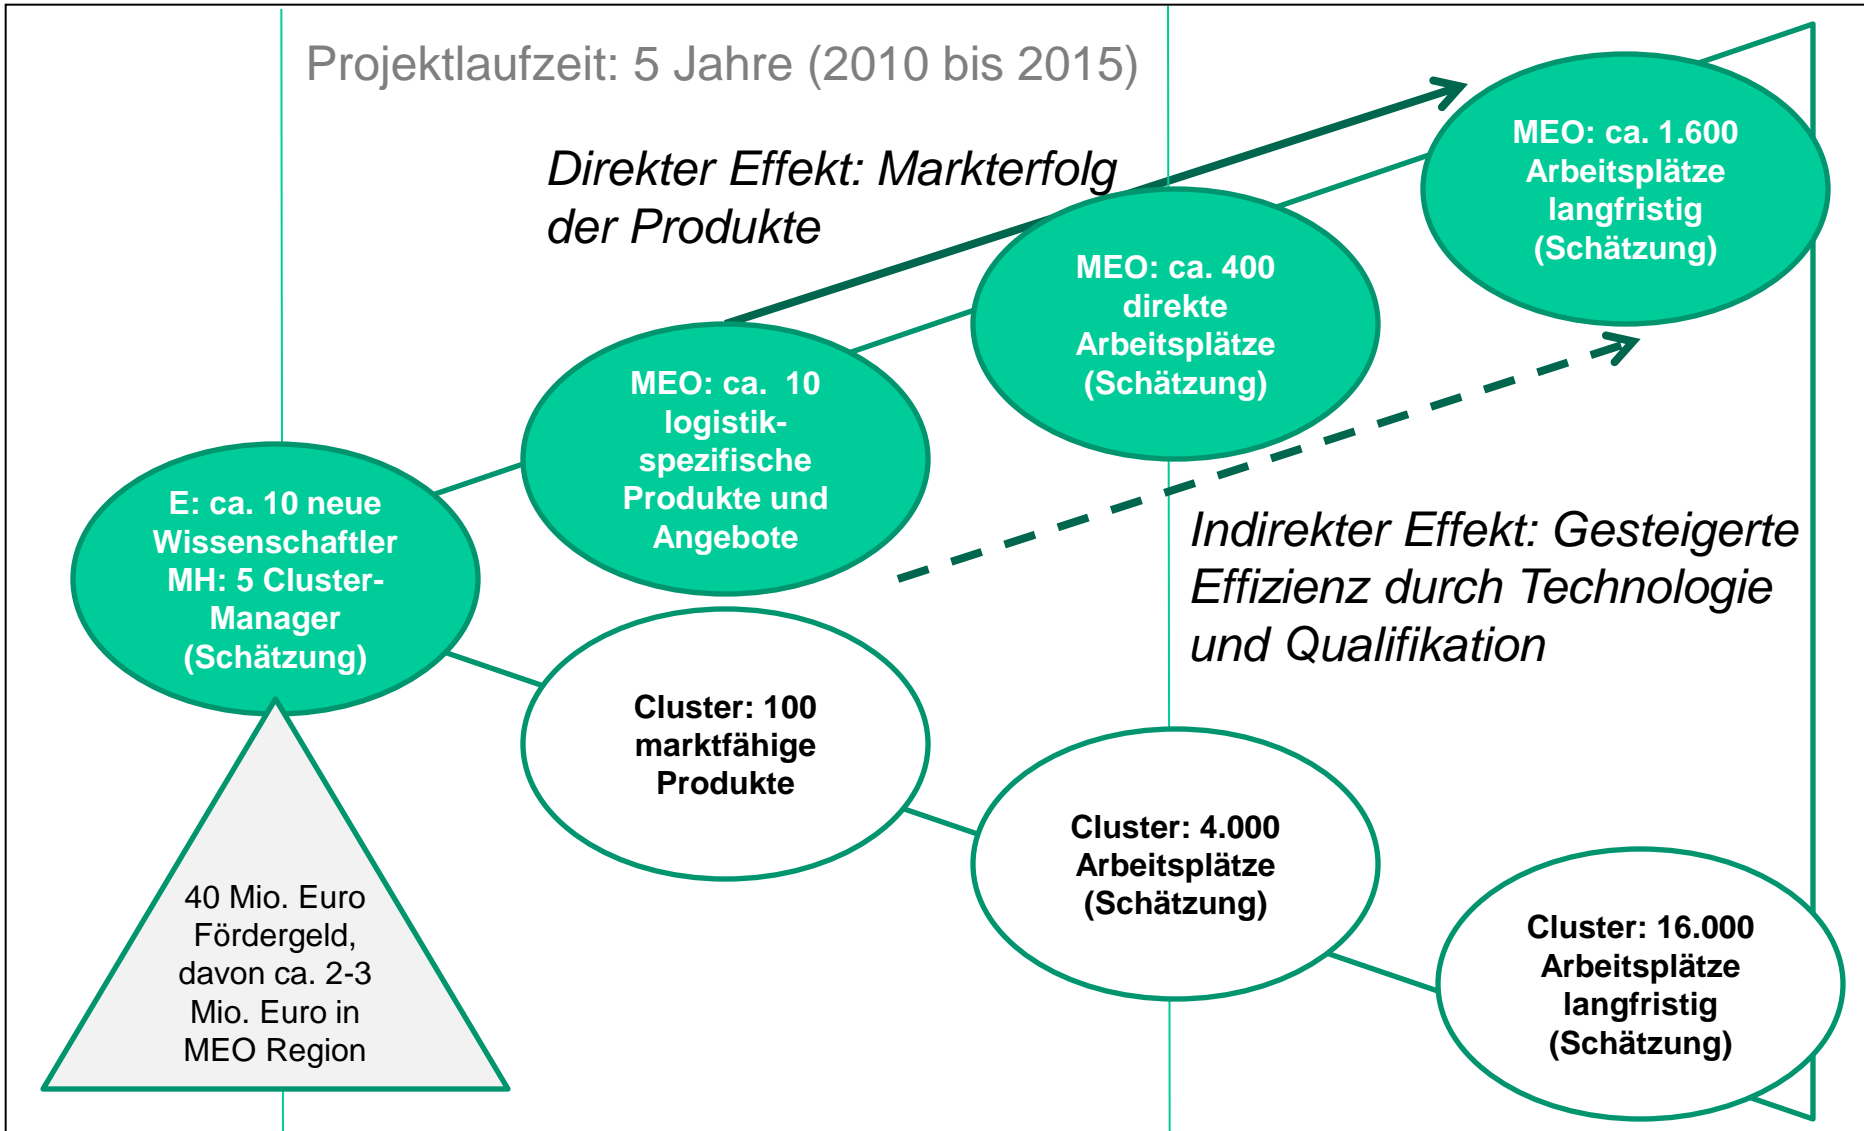 Projektlaufzeit: 5 Jahre (2010 bis 2015)
Direkter Effekt: Markterfolg
der Produkte
MEO: ca. 1.600
Arbeitsplätze
langfristig
(Schätzung)
MEO: ca. 400
direkte
Arbeitsplätze
(Schätzung)
MEO: ca. 10
logistik-
spezifische
Produkte und
Angebote
E: ca. 10 neue
Wissenschaftler
MH: 5 Cluster-
Manager
(Schätzung)
Indirekter Effekt: Gesteigerte
Effizienz durch Technologie
und Qualifikation
Cluster: 100
marktfähige
Produkte
Cluster: 4.000
Arbeitsplätze
(Schätzung)
Cluster: 16.000
Arbeitsplätze
langfristig
(Schätzung)
40 Mio. Euro
Fördergeld,
davon ca. 2-3
Mio. Euro in
MEO Region